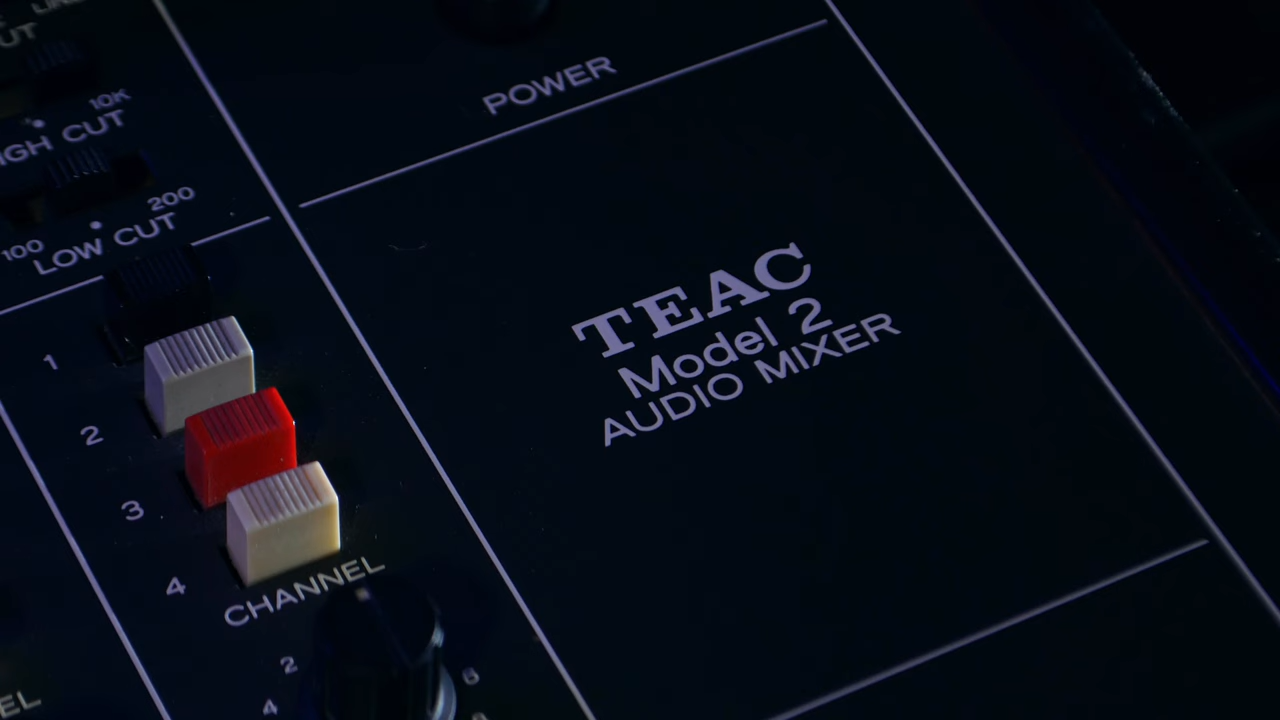 POWER
10K
HIGH CUT
200
100
LOW CUT
TEAC
Model 2
AUDIO MIXER
1
2
3
4
CHANNEL
2
4